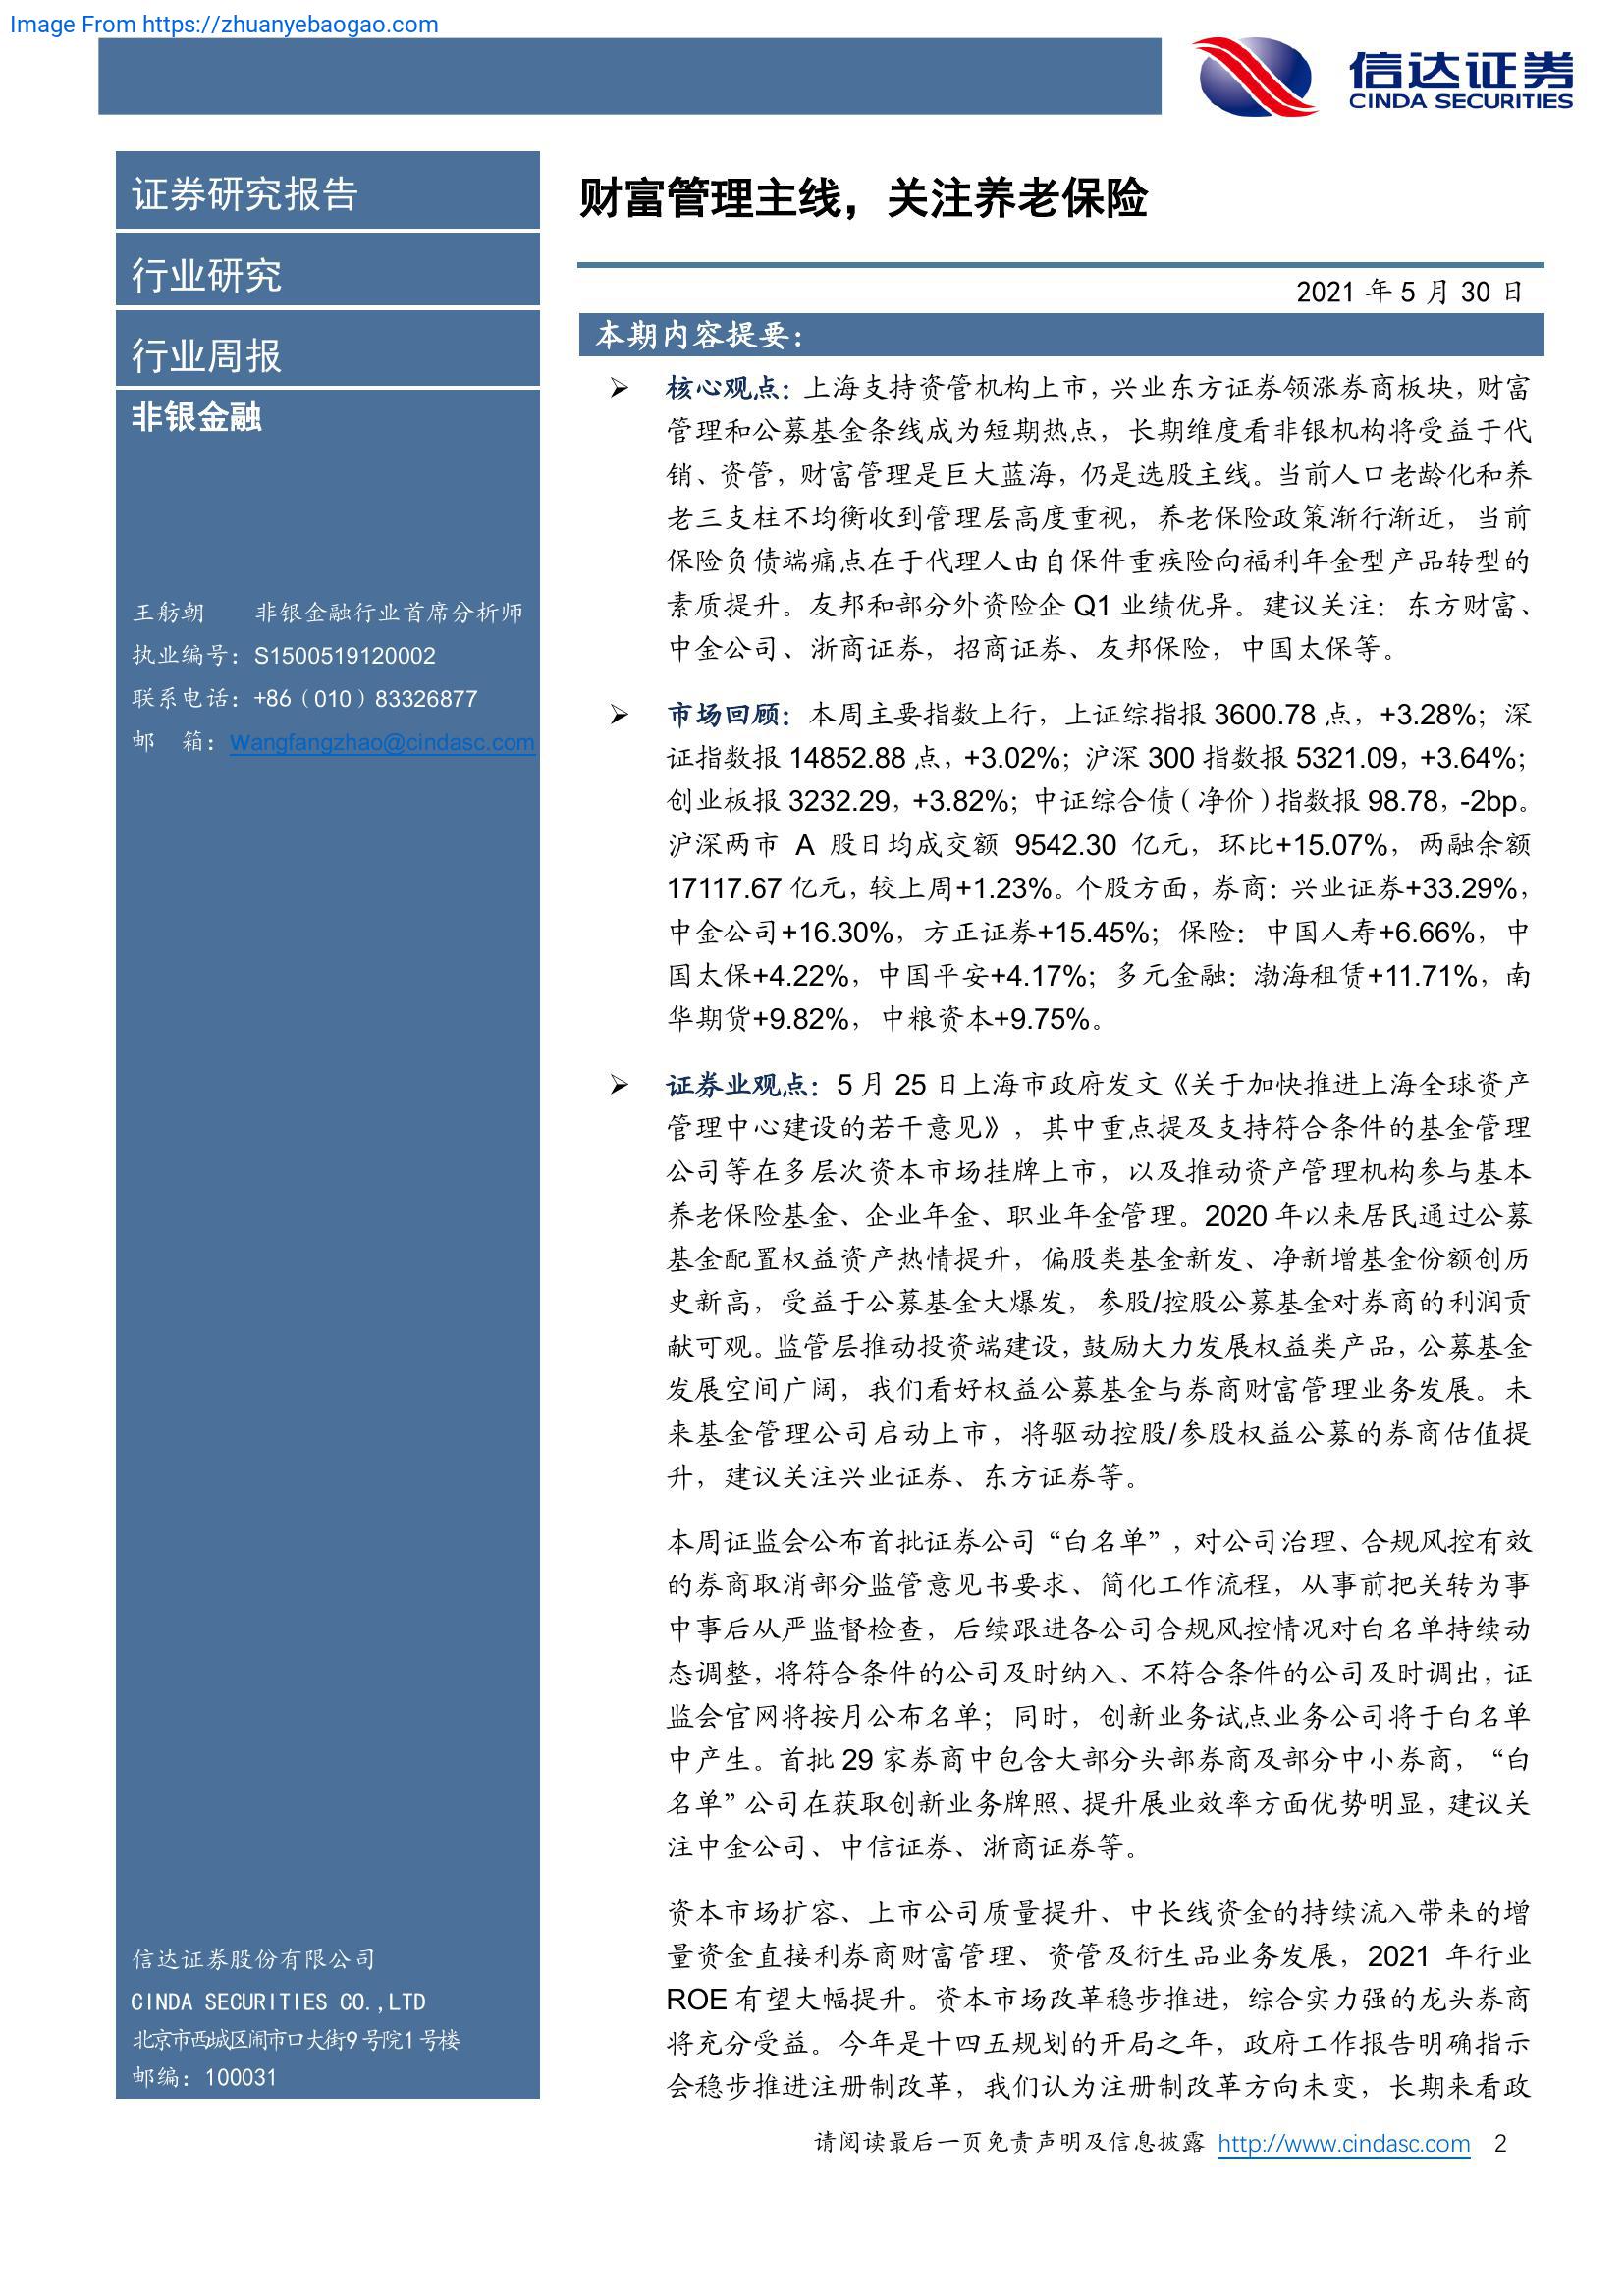 Image From https://zhuanyebaogao.com
信达证券
CINDA SECURITIES
证券研究报告
行业研究
行业周报
非银金融
王舫朝 非银金融行业首席分析师
执业编号：S1500519120002
联系电话：+86（010）83326877
邮 箱：Wangfangzhao@cindasc.com
信达证券股份有限公司
CINDA SECURITIES CO.,LTD
北京市西城区闹市口大街9号院1号楼
邮编：100031
财富管理主线，关注养老保险
2021 年 5 月 30 日
本期内容提要：
➢ 核心观点：上海支持资管机构上市，兴业东方证券领涨券商板块，财富
管理和公募基金条线成为短期热点，长期维度看非银机构将受益于代
销、资管，财富管理是巨大蓝海，仍是选股主线。当前人口老龄化和养
老三支柱不均衡收到管理层高度重视，养老保险政策渐行渐近，当前
保险负债端痛点在于代理人由自保件重疾险向福利年金型产品转型的
素质提升。友邦和部分外资险企 Q1 业绩优异。建议关注：东方财富、
中金公司、浙商证券，招商证券、友邦保险，中国太保等。
➢ 市场回顾：本周主要指数上行，上证综指报 3600.78 点，+3.28%；深
证指数报 14852.88 点，+3.02%；沪深 300 指数报 5321.09，+3.64%；
创业板报 3232.29，+3.82%；中证综合债（净价）指数报 98.78，-2bp。
沪深两市 A 股日均成交额 9542.30 亿元，环比+15.07%，两融余额
17117.67 亿元，较上周+1.23%。个股方面，券商：兴业证券+33.29%，
中金公司+16.30%，方正证券+15.45%；保险：中国人寿+6.66%，中
国太保+4.22%，中国平安+4.17%；多元金融：渤海租赁+11.71%，南
华期货+9.82%，中粮资本+9.75%。
➢ 证券业观点：5 月 25 日上海市政府发文《关于加快推进上海全球资产
管理中心建设的若干意见》，其中重点提及支持符合条件的基金管理
公司等在多层次资本市场挂牌上市，以及推动资产管理机构参与基本
养老保险基金、企业年金、职业年金管理。2020 年以来居民通过公募
基金配置权益资产热情提升，偏股类基金新发、净新增基金份额创历
史新高，受益于公募基金大爆发，参股/控股公募基金对券商的利润贡
献可观。监管层推动投资端建设，鼓励大力发展权益类产品，公募基金
发展空间广阔，我们看好权益公募基金与券商财富管理业务发展。未
来基金管理公司启动上市，将驱动控股/参股权益公募的券商估值提
升，建议关注兴业证券、东方证券等。
本周证监会公布首批证券公司“白名单”，对公司治理、合规风控有效
的券商取消部分监管意见书要求、简化工作流程，从事前把关转为事
中事后从严监督检查，后续跟进各公司合规风控情况对白名单持续动
态调整，将符合条件的公司及时纳入、不符合条件的公司及时调出，证
监会官网将按月公布名单；同时，创新业务试点业务公司将于白名单
中产生。首批 29 家券商中包含大部分头部券商及部分中小券商，“白
名单”公司在获取创新业务牌照、提升展业效率方面优势明显，建议关
注中金公司、中信证券、浙商证券等。
资本市场扩容、上市公司质量提升、中长线资金的持续流入带来的增
量资金直接利券商财富管理、资管及衍生品业务发展，2021 年行业
ROE 有望大幅提升。资本市场改革稳步推进，综合实力强的龙头券商
将充分受益。今年是十四五规划的开局之年，政府工作报告明确指示
会稳步推进注册制改革，我们认为注册制改革方向未变，长期来看政
请阅读最后一页免责声明及信息披露 http://www.cindasc.com 2